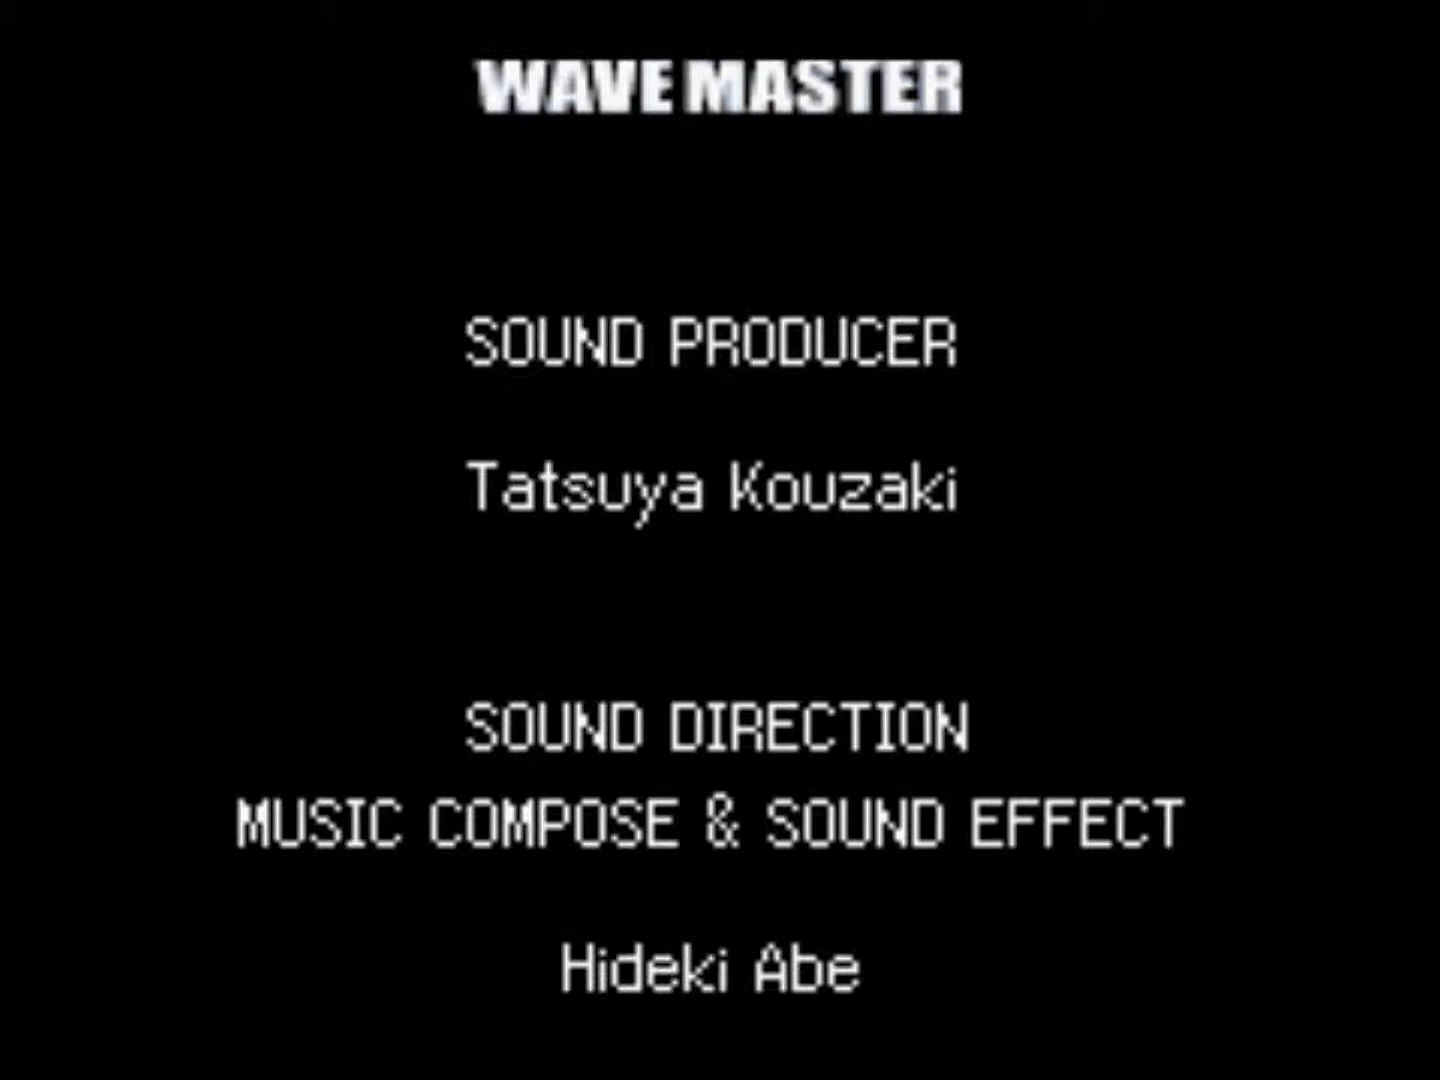 WAVE MASTER
SOUND PRODUCER
Tatsuya Kouzaki
SOUND DIRECTION
MUSIC COMPOSE & SOUND EFFECT
Hideki Abe